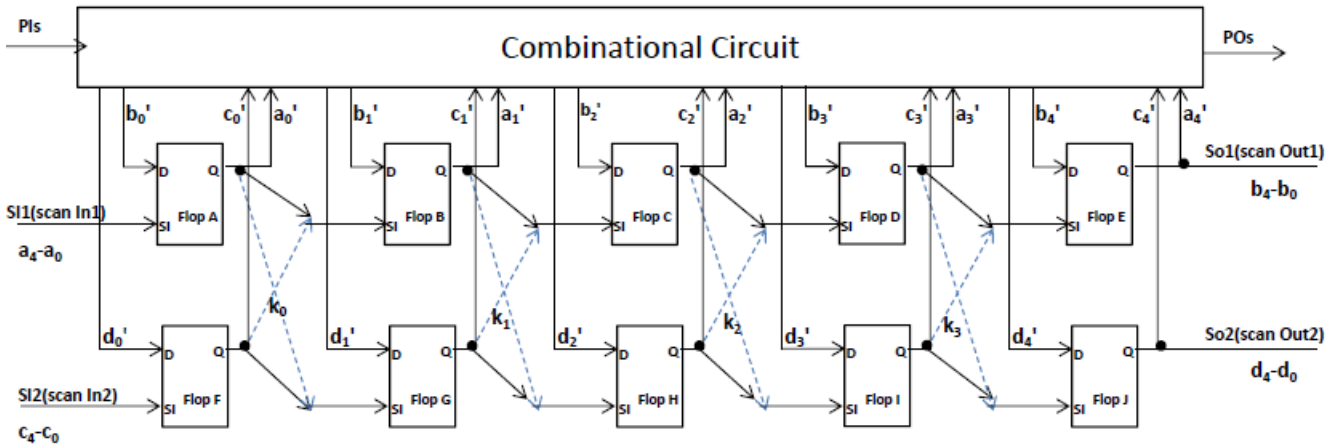 PIs
Combinational Circuit
POs
b₀' c₀' a₀' b₁' c₁' a₁' b₂' c₂' a₂' b₃' c₃' a₃' b₄' c₄' a₄'
D Q D Q D Q D Q D Q
So1(scan Out1)
b₄-b₀
SI1(scan In1)
SI Flop A SI Flop B SI Flop C SI Flop D SI Flop E
a₄-a₀
k₀ k₁ k₂ k₃
d₀' d₁' d₂' d₃' d₄'
D Q D Q D Q D Q D Q
So2(scan Out2)
d₄-d₀
SI2(scan In2)
SI Flop F SI Flop G SI Flop H SI Flop I SI Flop J
c₄-c₀